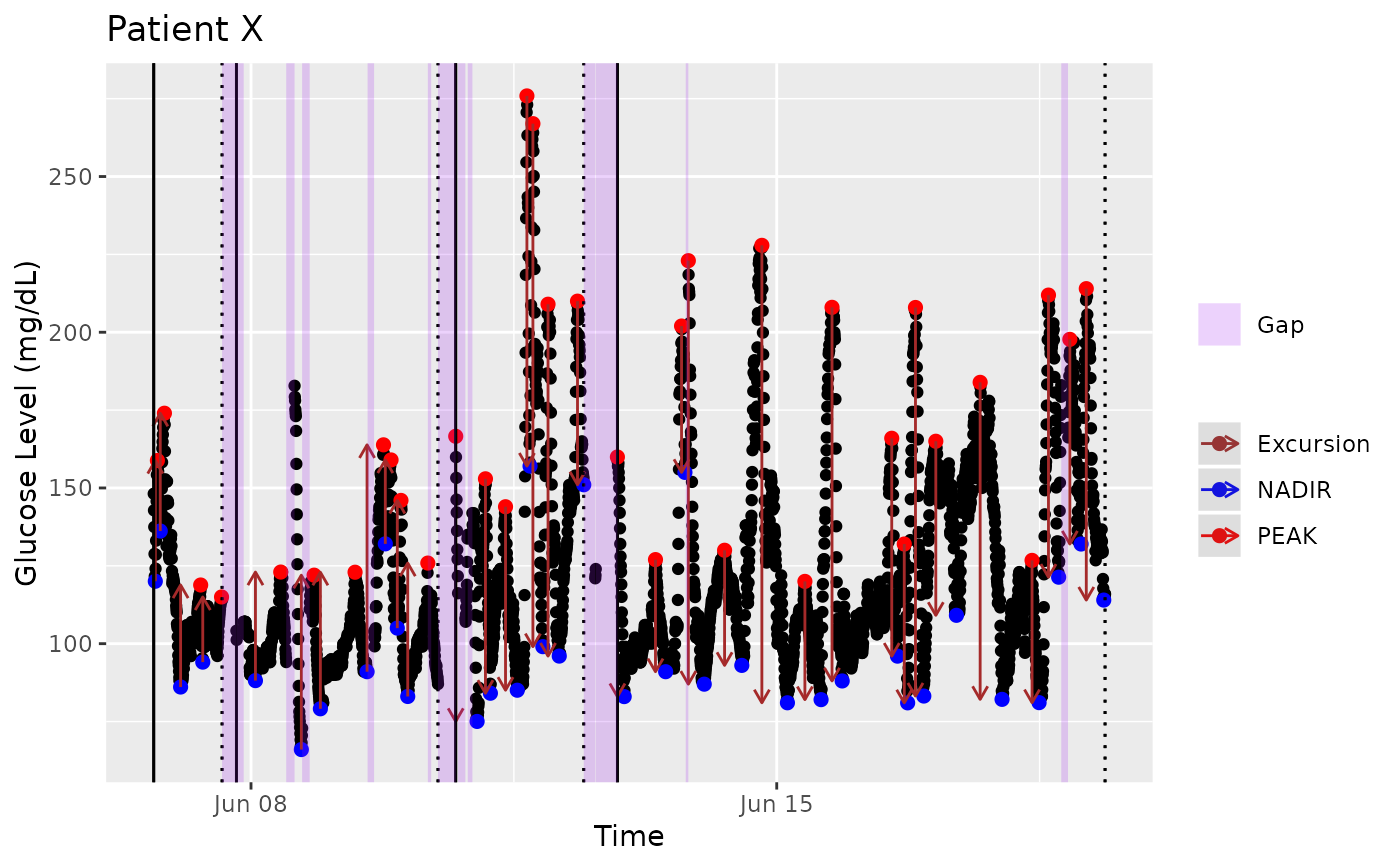 Patient X
Glucose Level (mg/dL)
250
200
150
100
Jun 08
Jun 15
Time
Gap
Excursion
NADIR
PEAK